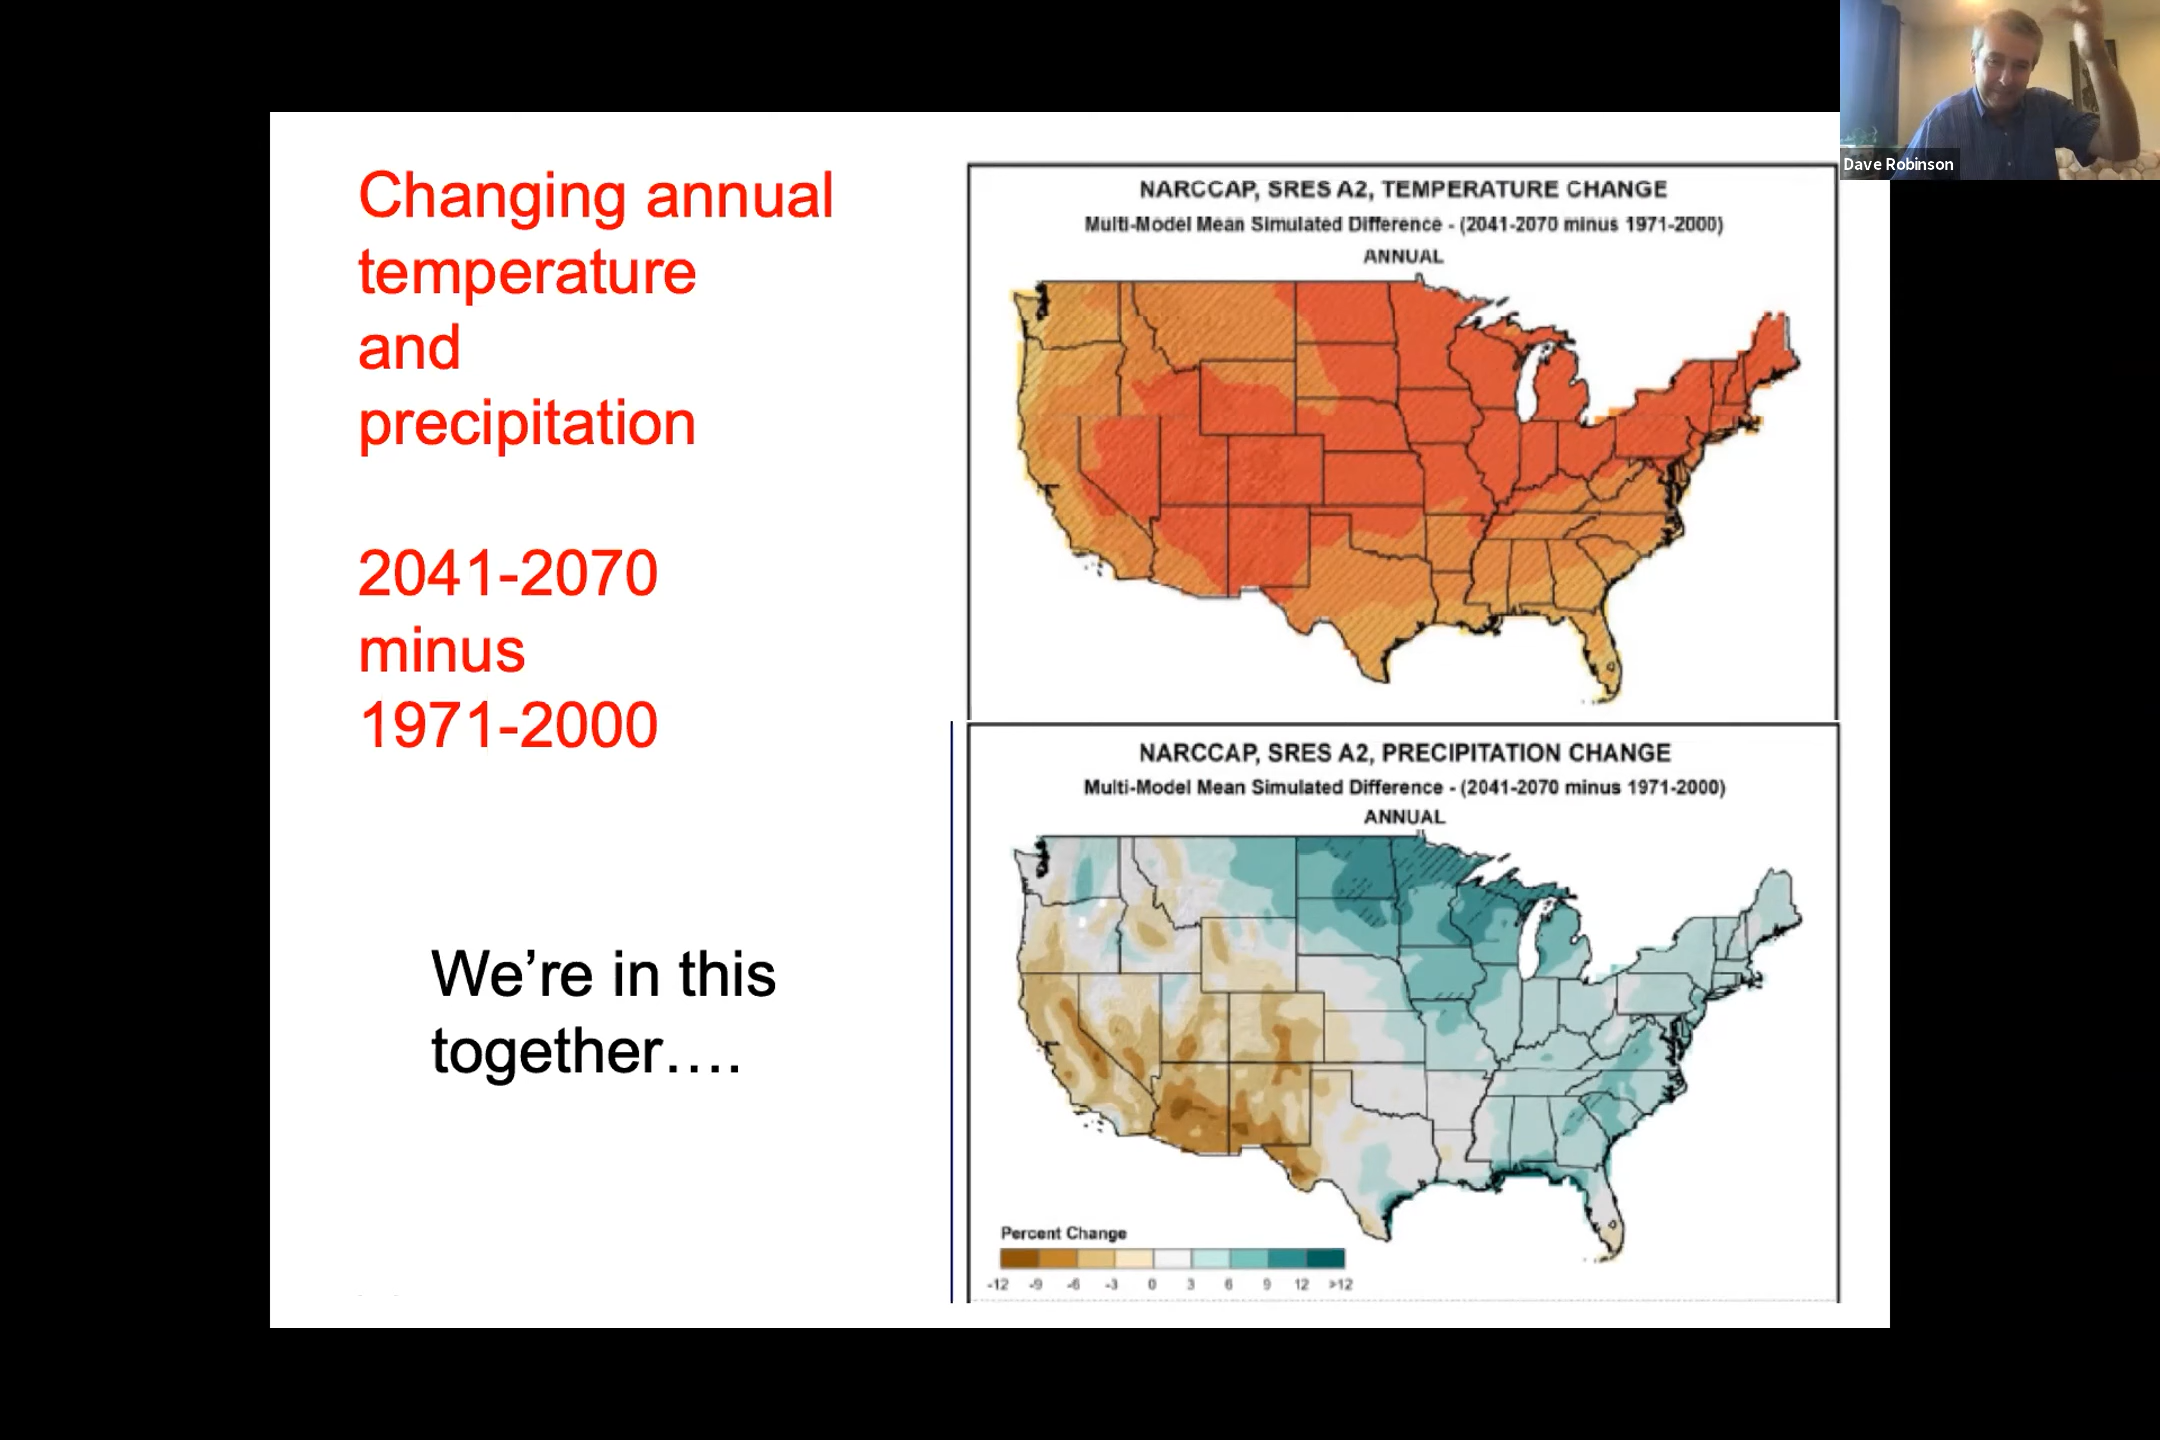 Dave Robinson
Changing annual
temperature
and
precipitation
2041-2070
minus
1971-2000
We’re in this
together….
NARCCAP, SRES A2, TEMPERATURE CHANGE
Multi-Model Mean Simulated Difference - (2041-2070 minus 1971-2000)
ANNUAL
NARCCAP, SRES A2, PRECIPITATION CHANGE
Multi-Model Mean Simulated Difference - (2041-2070 minus 1971-2000)
ANNUAL
Percent Change
-12 -9 -6 -3 0 3 6 9 12 >12